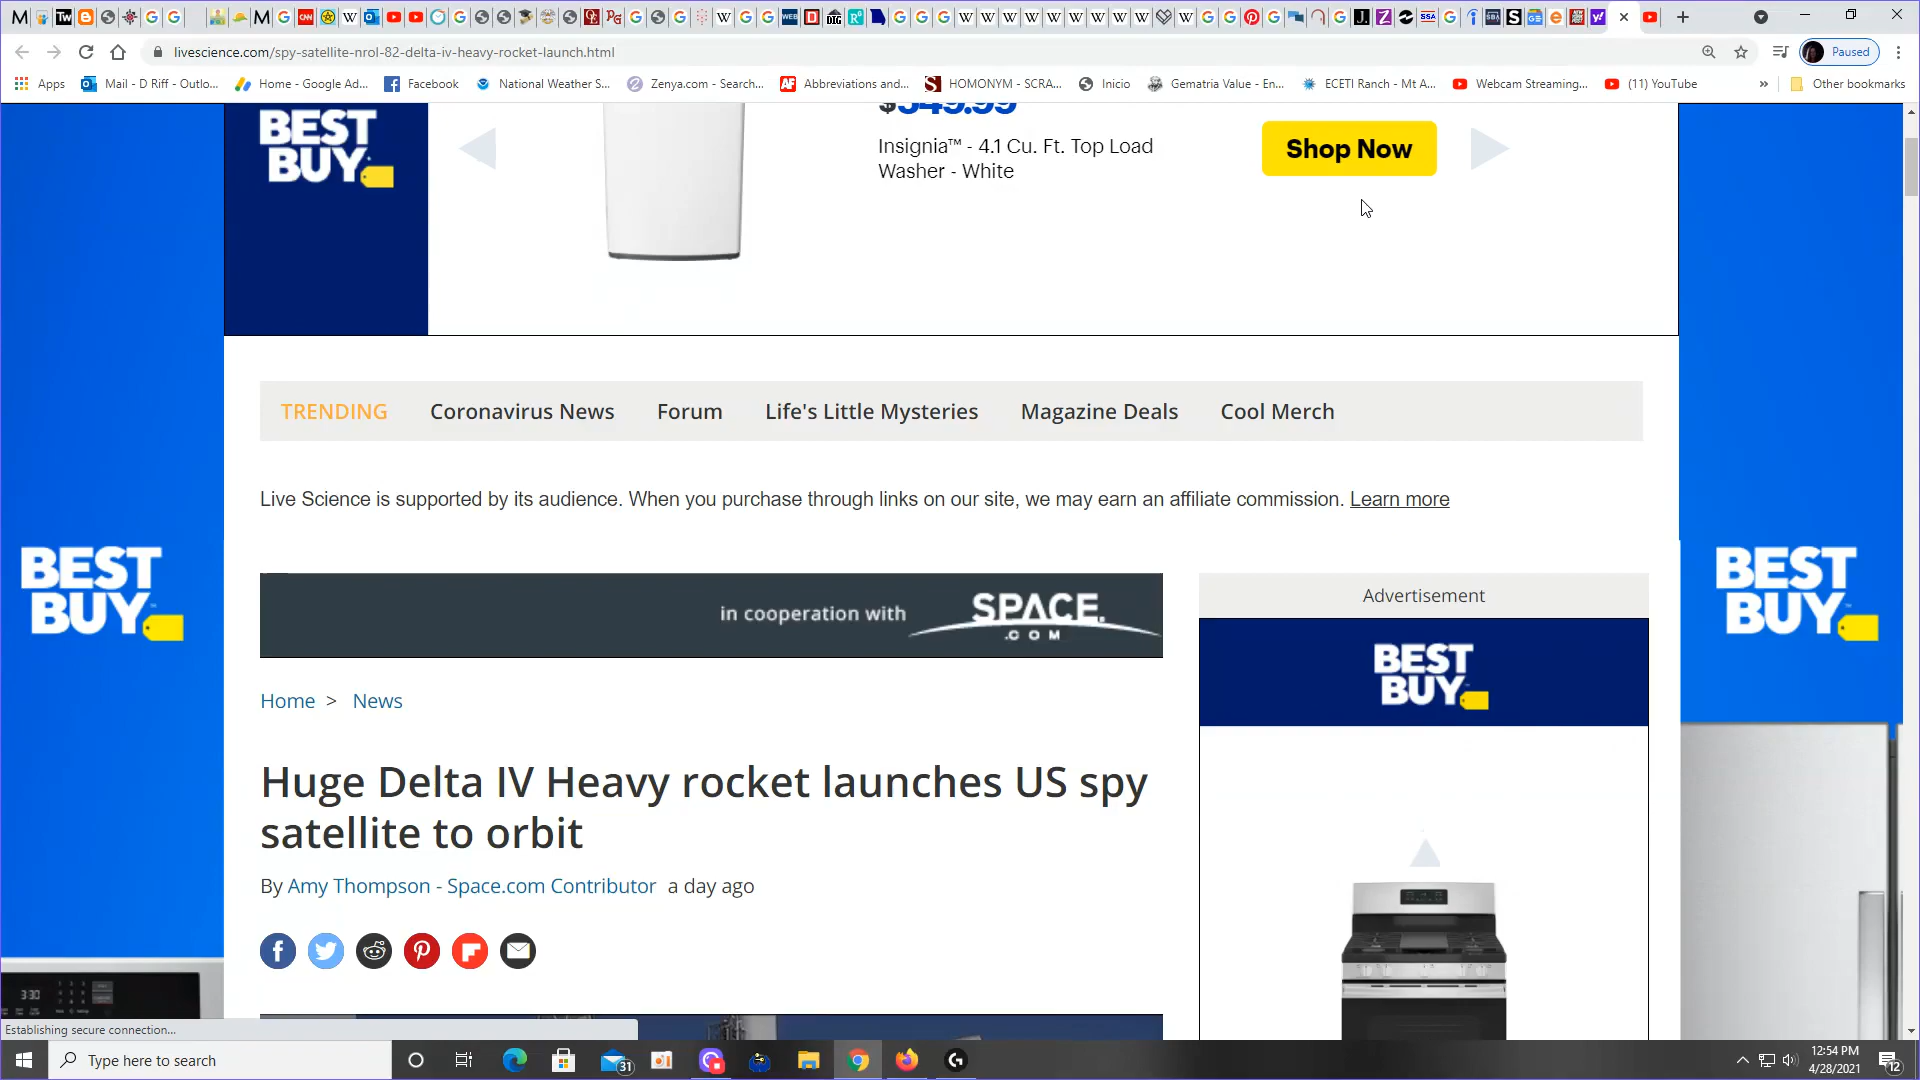 livescience.com/spy-satellite-nrol-82-delta-iv-heavy-rocket-launch.html
Paused
Apps
Mail - D Riff - Outlo...
Home - Google Ad...
Facebook
National Weather S...
Zenya.com - Search...
Abbreviations and...
HOMONYM - SCRA...
Inicio
Gematria Value - En...
ECETI Ranch - Mt A...
Webcam Streaming...
(11) YouTube
»
Other bookmarks
BEST
BUY
$549.99
Insignia™ - 4.1 Cu. Ft. Top Load
Washer - White
Shop Now
TRENDING
Coronavirus News
Forum
Life's Little Mysteries
Magazine Deals
Cool Merch
Live Science is supported by its audience. When you purchase through links on our site, we may earn an affiliate commission. Learn more
BEST
BUY
in cooperation with SPACE
.COM
Advertisement
BEST
BUY
BEST
BUY
Home > News
Huge Delta IV Heavy rocket launches US spy
satellite to orbit
By Amy Thompson - Space.com Contributor a day ago
3:30
Establishing secure connection...
Type here to search
31
12:54 PM
4/28/2021
12